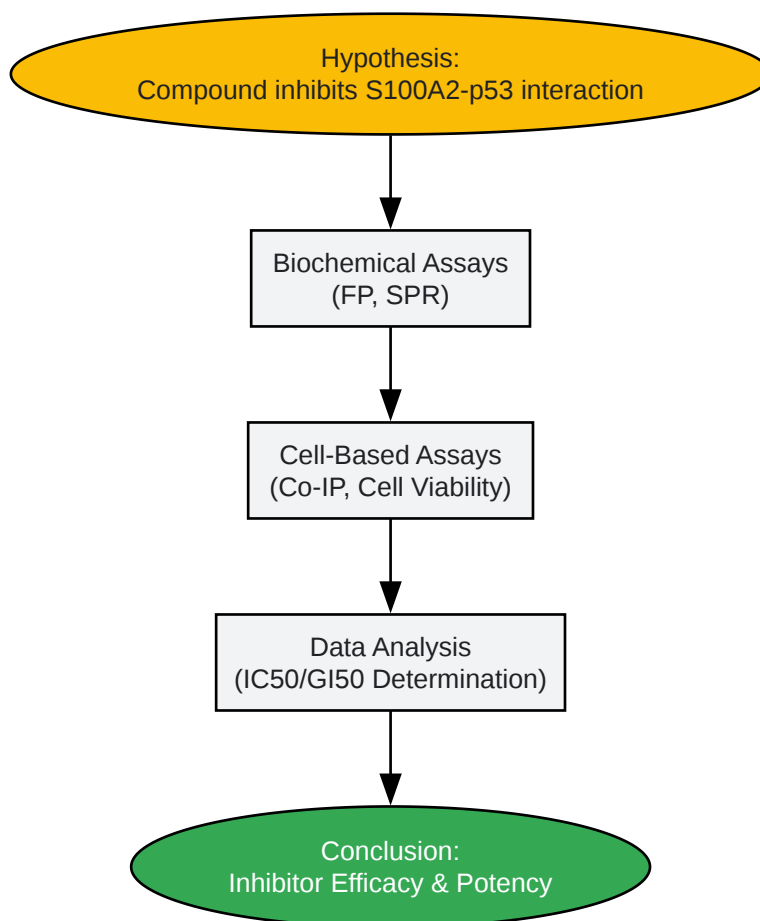 Hypothesis:
Compound inhibits S100A2-p53 interaction
Biochemical Assays
(FP, SPR)
Cell-Based Assays
(Co-IP, Cell Viability)
Data Analysis
(IC50/GI50 Determination)
Conclusion:
Inhibitor Efficacy & Potency